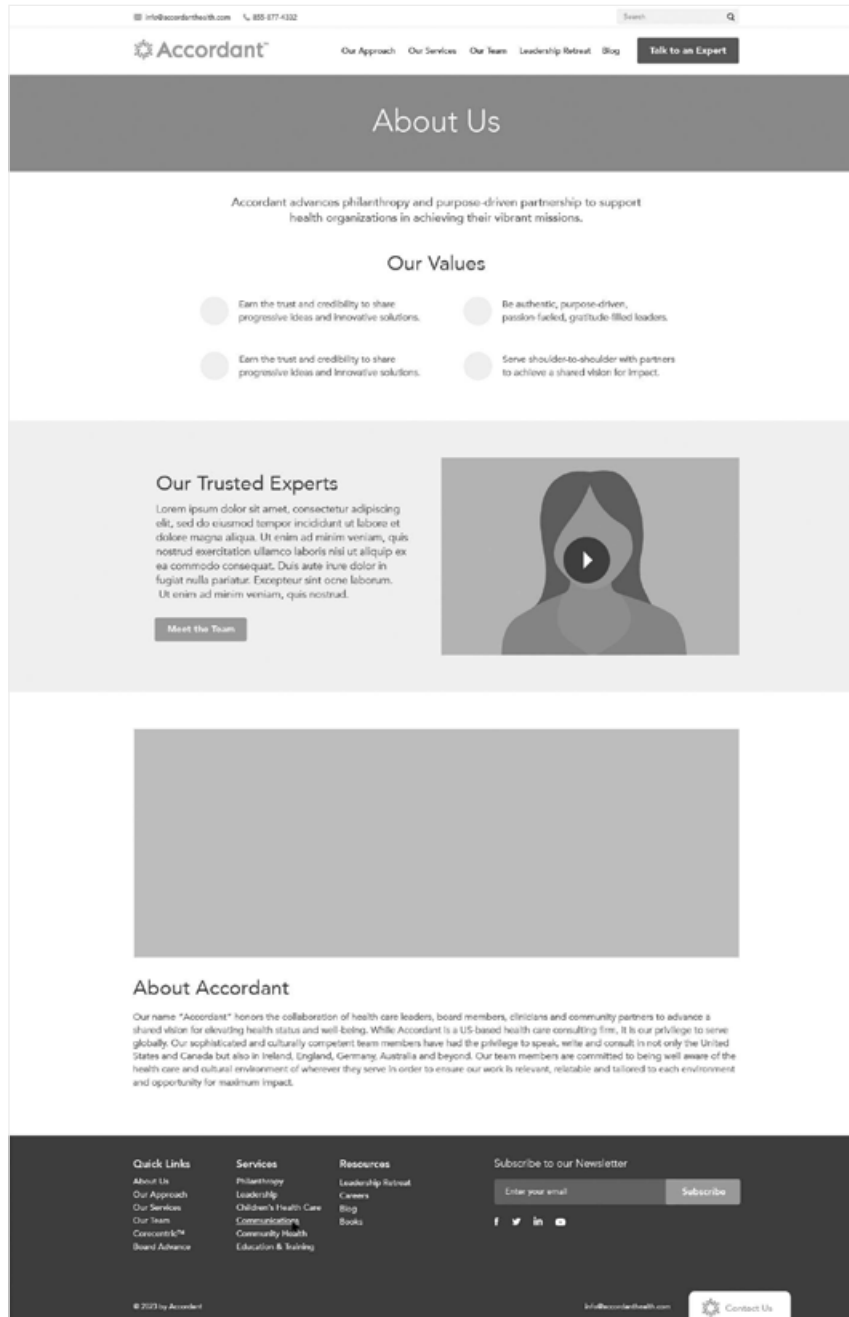 info@accordanthealth.com 855-877-4332 Search
Accordant™ Our Approach Our Services Our Team Leadership Retreat Blog Talk to an Expert
About Us
Accordant advances philanthropy and purpose-driven partnership to support
health organizations in achieving their vibrant missions.
Our Values
Earn the trust and credibility to share
progressive ideas and innovative solutions.
Be authentic, purpose-driven,
passion-fueled, gratitude-filled leaders.
Earn the trust and credibility to share
progressive ideas and innovative solutions.
Serve shoulder-to-shoulder with partners
to achieve a shared vision for impact.
Our Trusted Experts
Lorem ipsum dolor sit amet, consectetur adipiscing
elit, sed do eiusmod tempor incididunt ut labore et
dolore magna aliqua. Ut enim ad minim veniam, quis
nostrud exercitation ullamco laboris nisi ut aliquip ex
ea commodo consequat. Duis aute irure dolor in
fugiat nulla pariatur. Excepteur sint ocne laborum.
Ut enim ad minim veniam, quis nostrud.
Meet the Team
About Accordant
Our name "Accordant" honors the collaboration of health care leaders, board members, clinicians and community partners to advance a
shared vision for elevating health status and well-being. While Accordant is a US-based health care consulting firm, it is our privilege to serve
globally. Our sophisticated and culturally competent team members have had the privilege to speak, write and consult in not only the United
States and Canada but also in Ireland, England, Germany, Australia and beyond. Our team members are committed to being well aware of the
health care and cultural environment of wherever they serve in order to ensure our work is relevant, relatable and tailored to each environment
and opportunity for maximum impact.
Quick Links
About Us
Our Approach
Our Services
Our Team
Corecentric™
Board Advance
Services
Philanthropy
Leadership
Children's Health Care
Communications
Community Health
Education & Training
Resources
Leadership Retreat
Careers
Blog
Books
Subscribe to our Newsletter
Enter your email Subscribe
© 2023 by Accordant info@accordanthealth.com Contact Us